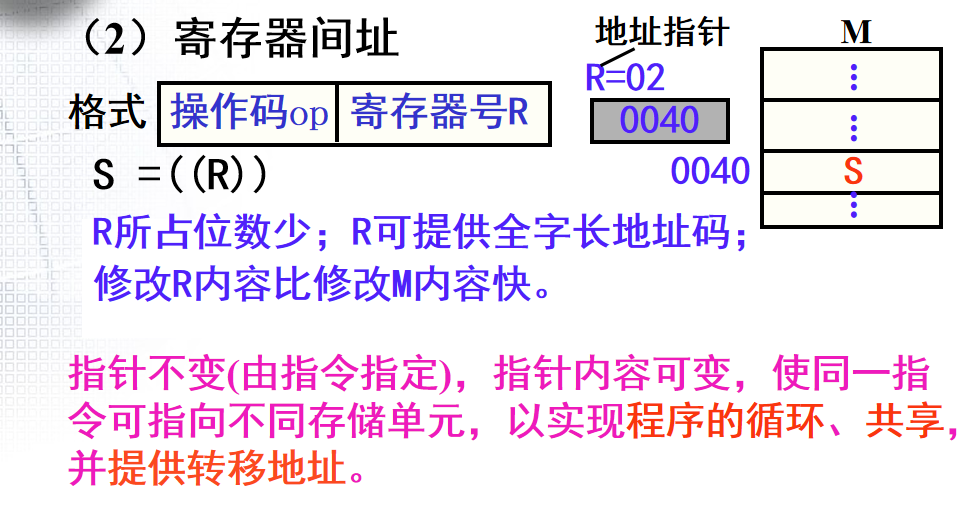 （2）寄存器间址
地址指针
M
R=02
格式 操作码op 寄存器号R
0040
S =((R))
0040
S
R所占位数少；R可提供全字长地址码；
修改R内容比修改M内容快。
指针不变(由指令指定)，指针内容可变，使同一指
令可指向不同存储单元，以实现程序的循环、共享，
并提供转移地址。